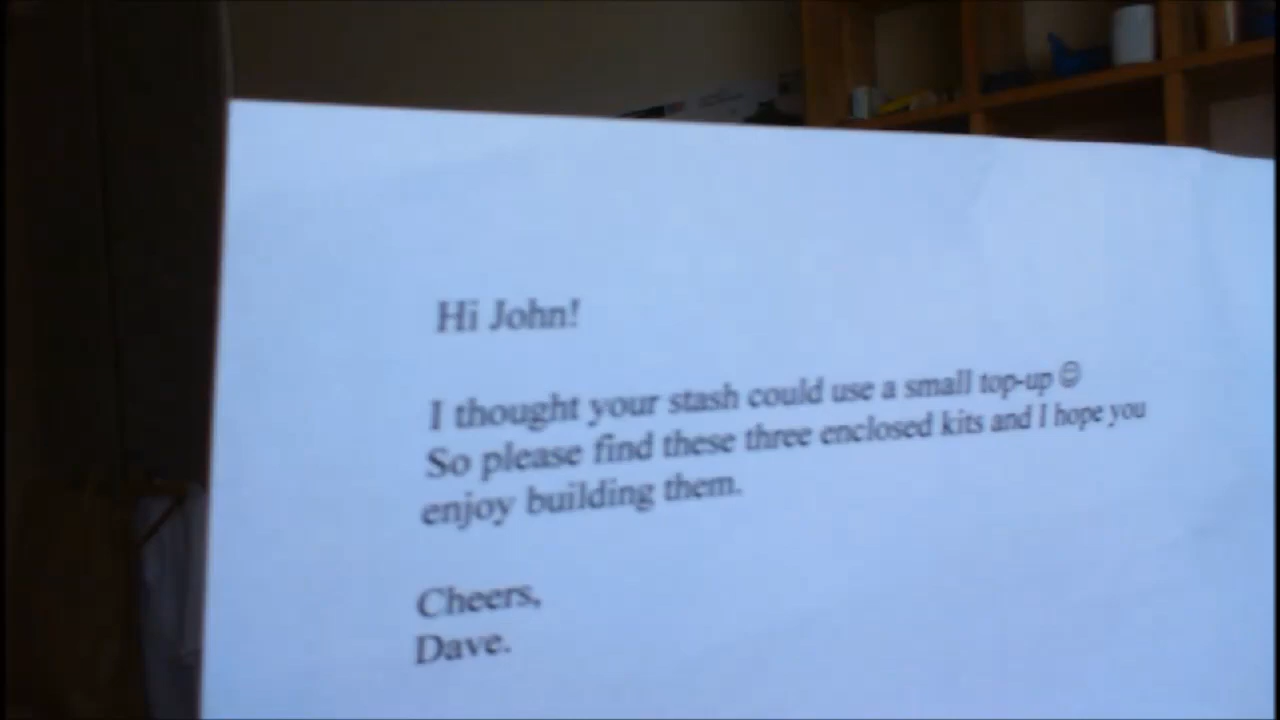 Hi John!
I thought your stash could use a small top-up ☺
So please find these three enclosed kits and I hope you
enjoy building them.
Cheers,
Dave.